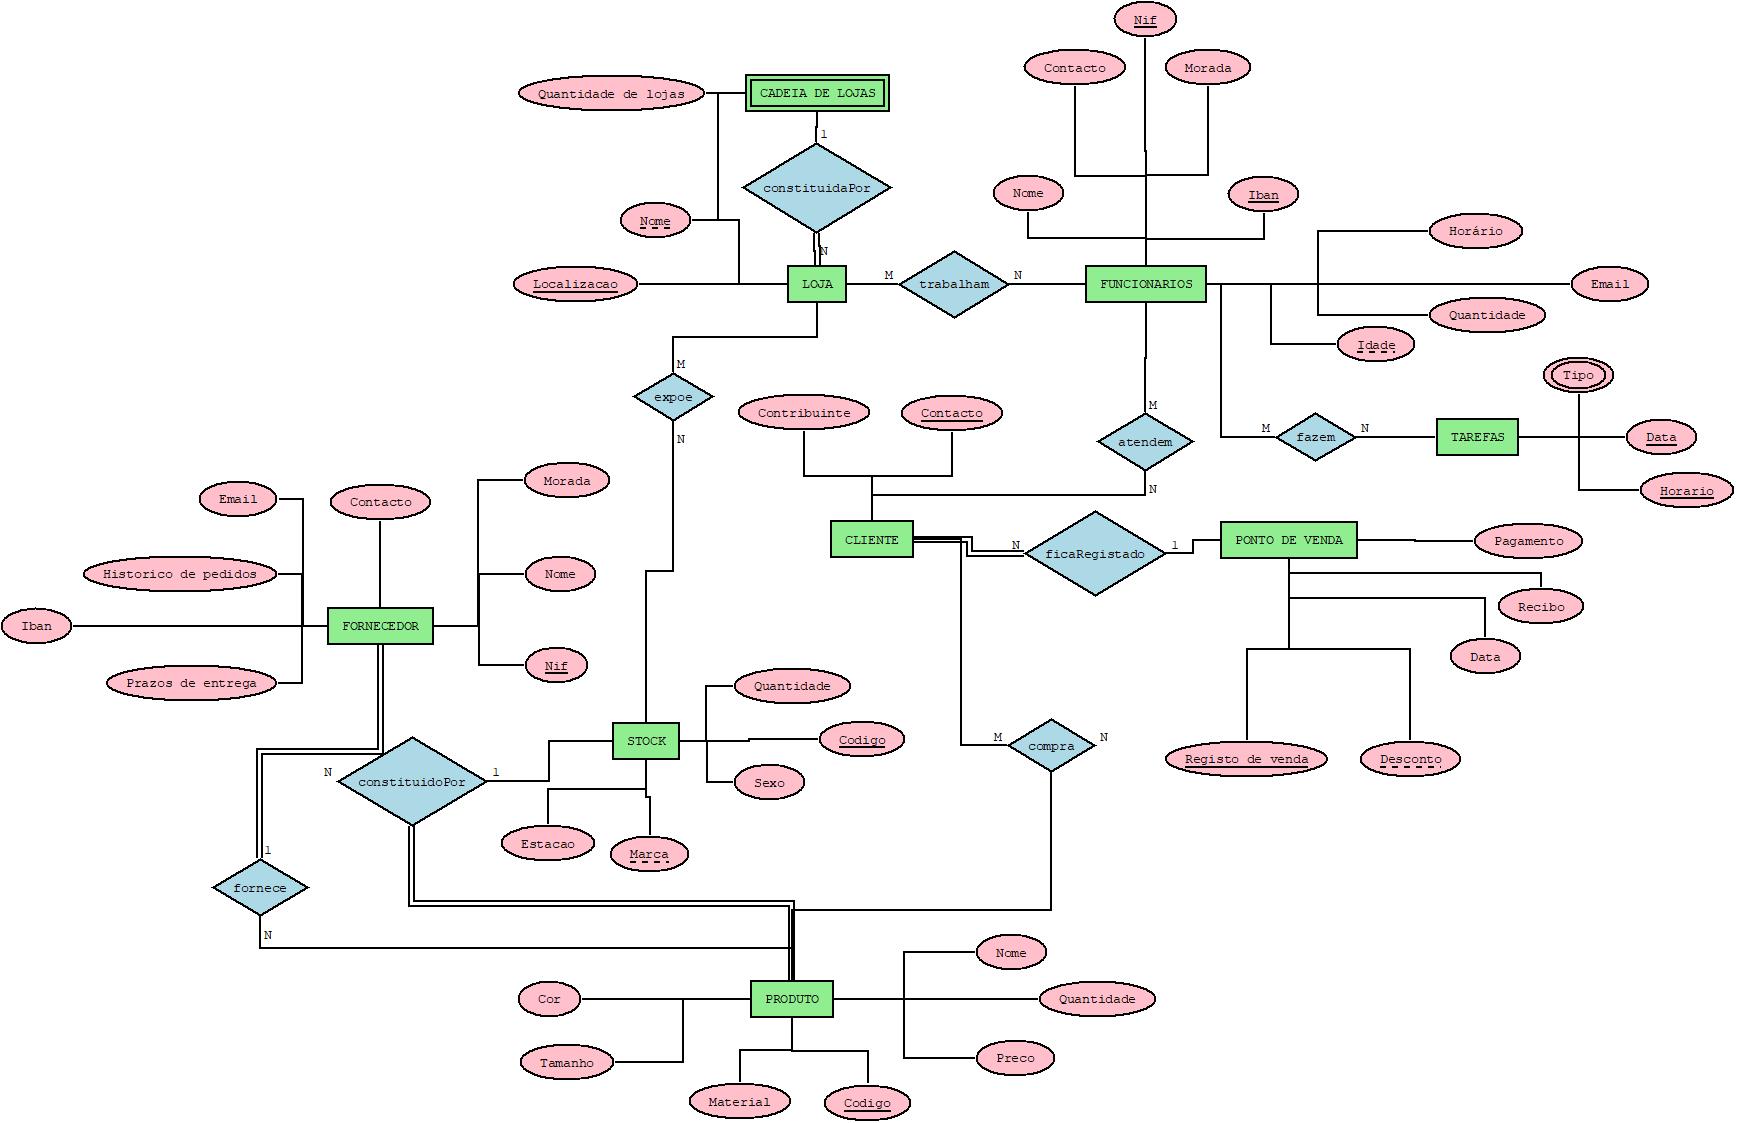 Nif
Contacto
Morada
Quantidade de lojas
CADEIA DE LOJAS
1
constituidaPor
Nome
Iban
Nome
Horário
N
Localizacao
LOJA
M
trabalham
N
FUNCIONARIOS
Email
Quantidade
Idade
M
expoe
N
Tipo
Contribuinte
Contacto
M
atendem
N
M
fazem
N
TAREFAS
Data
Horario
Morada
Email
Contacto
CLIENTE
N
ficaRegistado
1
PONTO DE VENDA
Pagamento
Historico de pedidos
Nome
Recibo
Iban
FORNECEDOR
Data
Nif
Prazos de entrega
Quantidade
STOCK
Codigo
M
compra
N
Registo de venda
Desconto
N
constituidoPor
1
Sexo
Estacao
Marca
1
fornece
N
Nome
Cor
PRODUTO
Quantidade
Tamanho
Preco
Material
Codigo